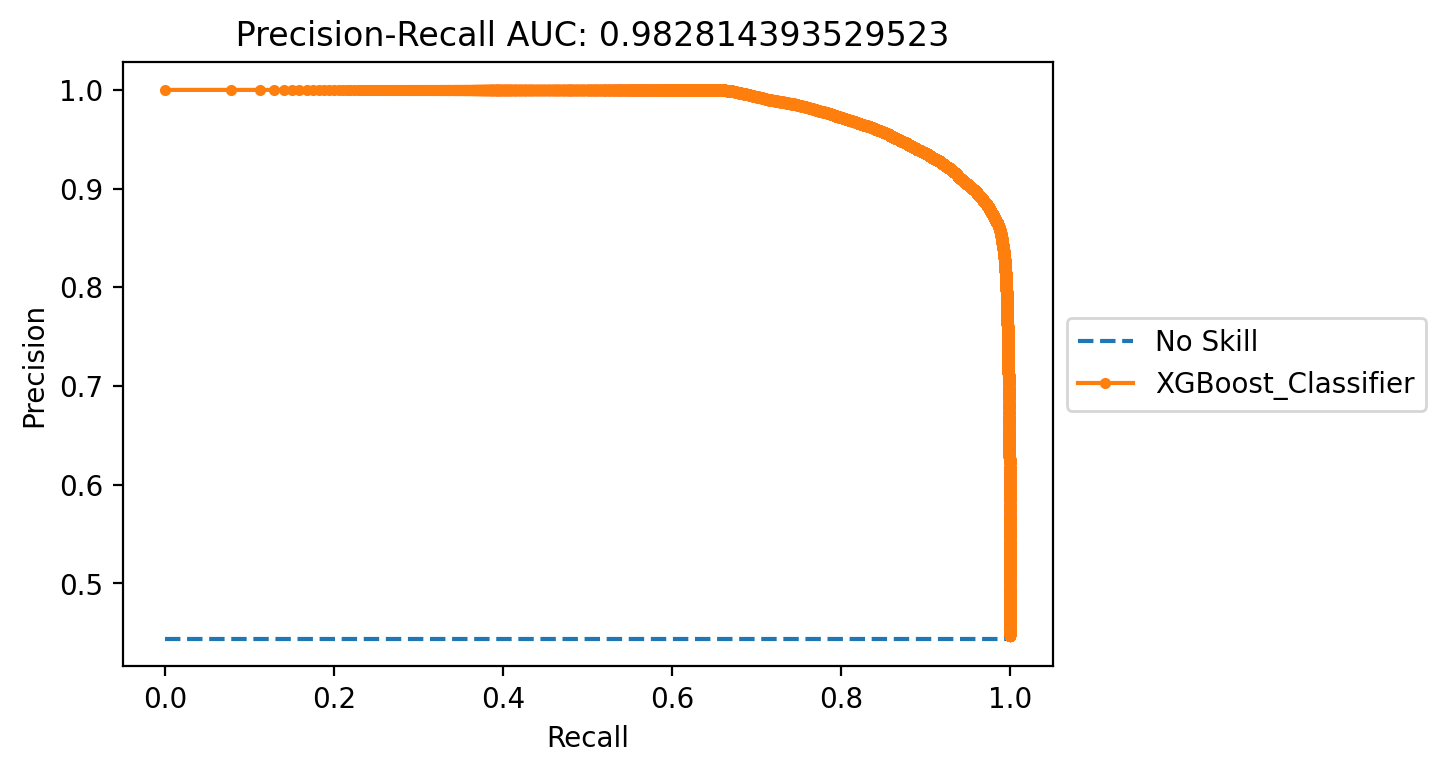 Precision-Recall AUC: 0.982814393529523
1.0
0.9
0.8
0.7
0.6
0.5
Precision
0.0 0.2 0.4 0.6 0.8 1.0
Recall
No Skill
XGBoost_Classifier